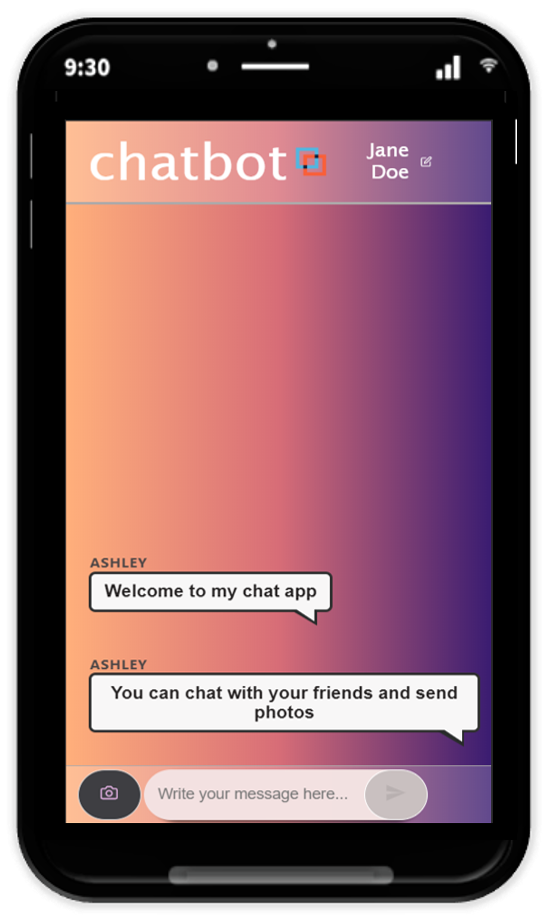 9:30
chatbot
Jane
Doe
ASHLEY
Welcome to my chat app
ASHLEY
You can chat with your friends and send
photos
Write your message here...